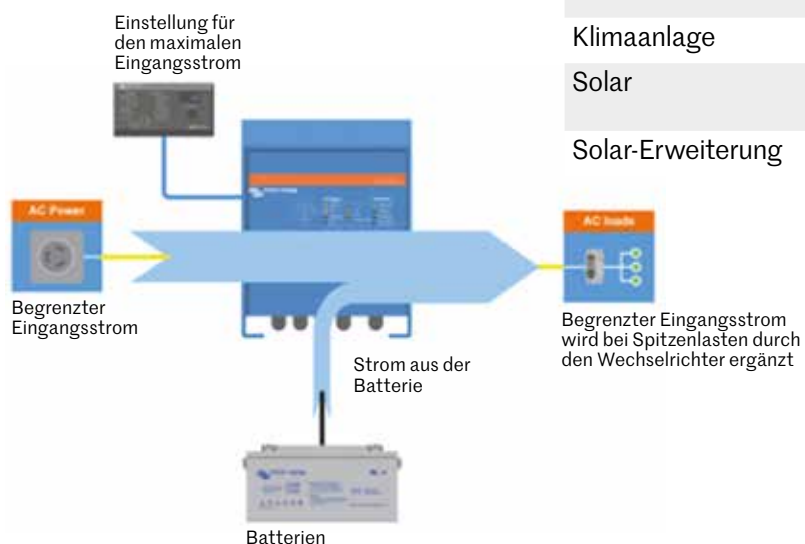 Einstellung für
den maximalen
Eingangsstrom
Klimaanlage
Solar
Solar-Erweiterung
AC Power
AC loads
Begrenzter
Eingangsstrom
Begrenzter Eingangsstrom
wird bei Spitzenlasten durch
den Wechselrichter ergänzt
Strom aus der
Batterie
Batterien